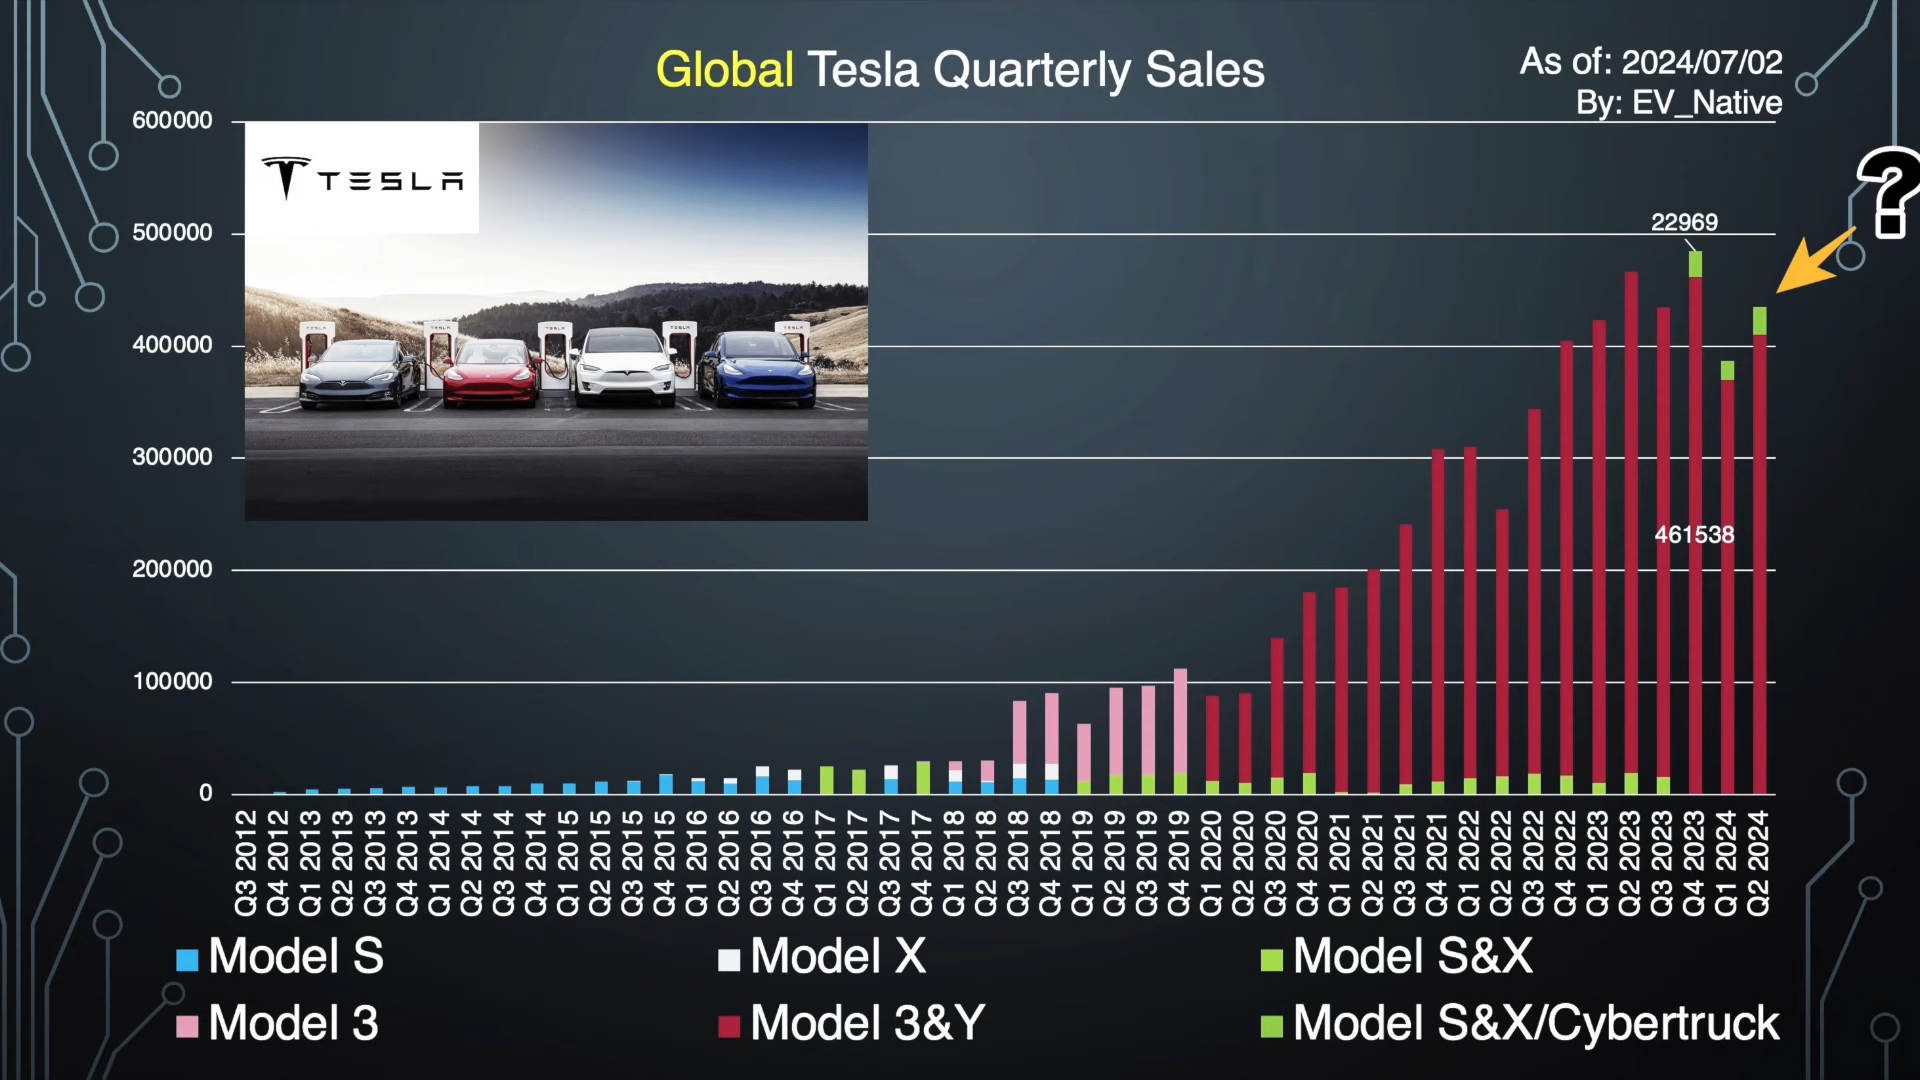 Global Tesla Quarterly Sales
As of: 2024/07/02
By: EV_Native
600000
500000
400000
300000
200000
100000
0
TESLA
TESLA
TESLA
TESLA
TESLA
TESLA
?
22969
461538
Q3 2012
Q4 2012
Q1 2013
Q2 2013
Q3 2013
Q4 2013
Q1 2014
Q2 2014
Q3 2014
Q4 2014
Q1 2015
Q2 2015
Q3 2015
Q4 2015
Q1 2016
Q2 2016
Q3 2016
Q4 2016
Q1 2017
Q2 2017
Q3 2017
Q4 2017
Q1 2018
Q2 2018
Q3 2018
Q4 2018
Q1 2019
Q2 2019
Q3 2019
Q4 2019
Q1 2020
Q2 2020
Q3 2020
Q4 2020
Q1 2021
Q2 2021
Q3 2021
Q4 2021
Q1 2022
Q2 2022
Q3 2022
Q4 2022
Q1 2023
Q2 2023
Q3 2023
Q4 2023
Q1 2024
Q2 2024
Model S
Model X
Model S&X
Model 3
Model 3&Y
Model S&X/Cybertruck